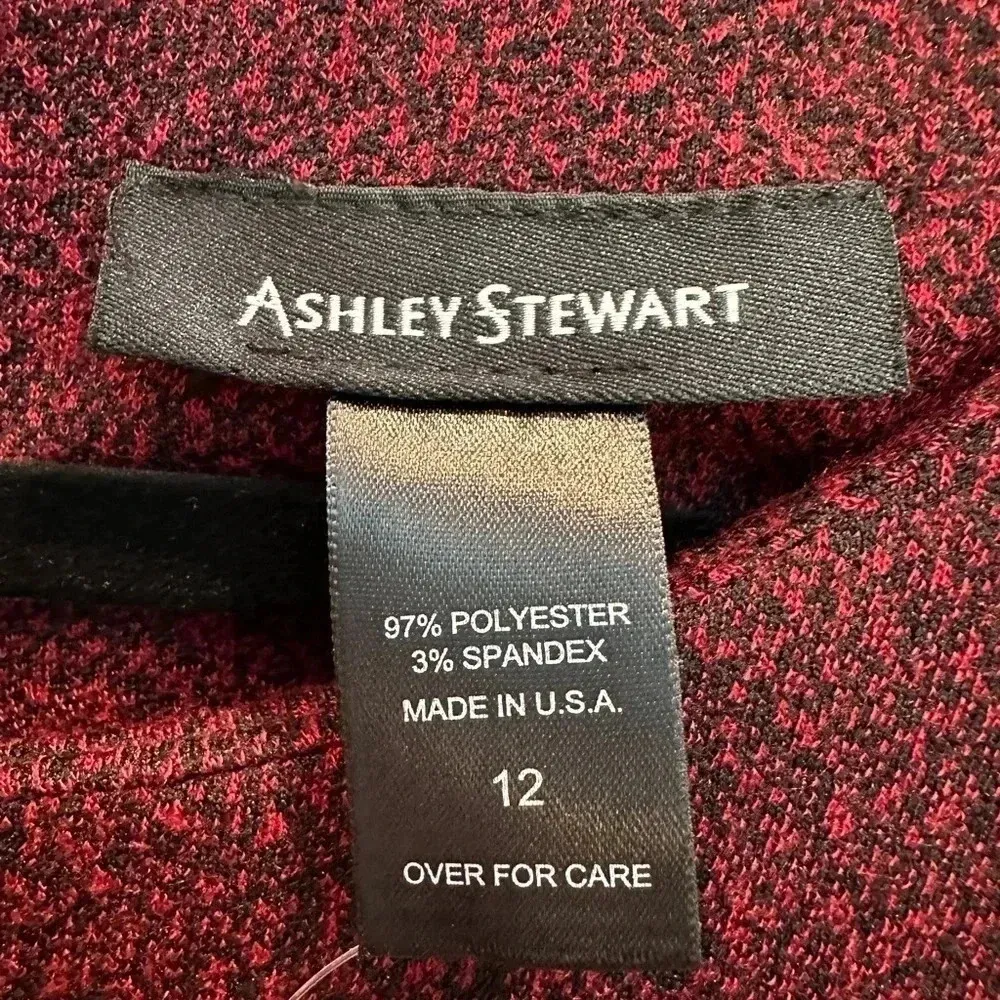 ASHLEY STEWART
97% POLYESTER
3% SPANDEX
MADE IN U.S.A.
12
OVER FOR CARE